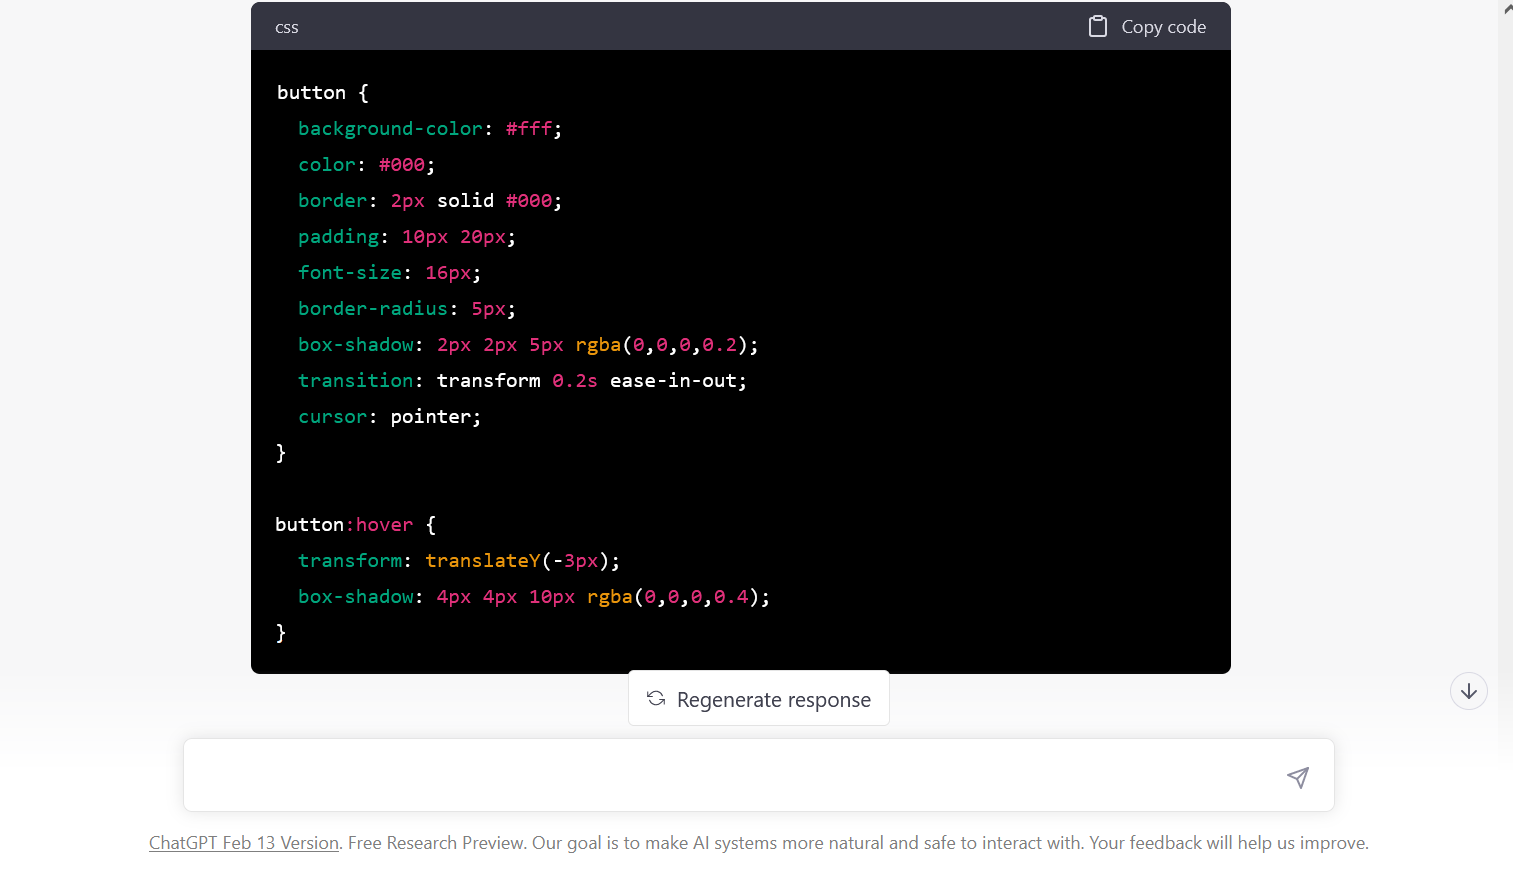 css
Copy code
button {
  background-color: #fff;
  color: #000;
  border: 2px solid #000;
  padding: 10px 20px;
  font-size: 16px;
  border-radius: 5px;
  box-shadow: 2px 2px 5px rgba(0,0,0,0.2);
  transition: transform 0.2s ease-in-out;
  cursor: pointer;
}

button:hover {
  transform: translateY(-3px);
  box-shadow: 4px 4px 10px rgba(0,0,0,0.4);
}
Regenerate response
ChatGPT Feb 13 Version. Free Research Preview. Our goal is to make AI systems more natural and safe to interact with. Your feedback will help us improve.